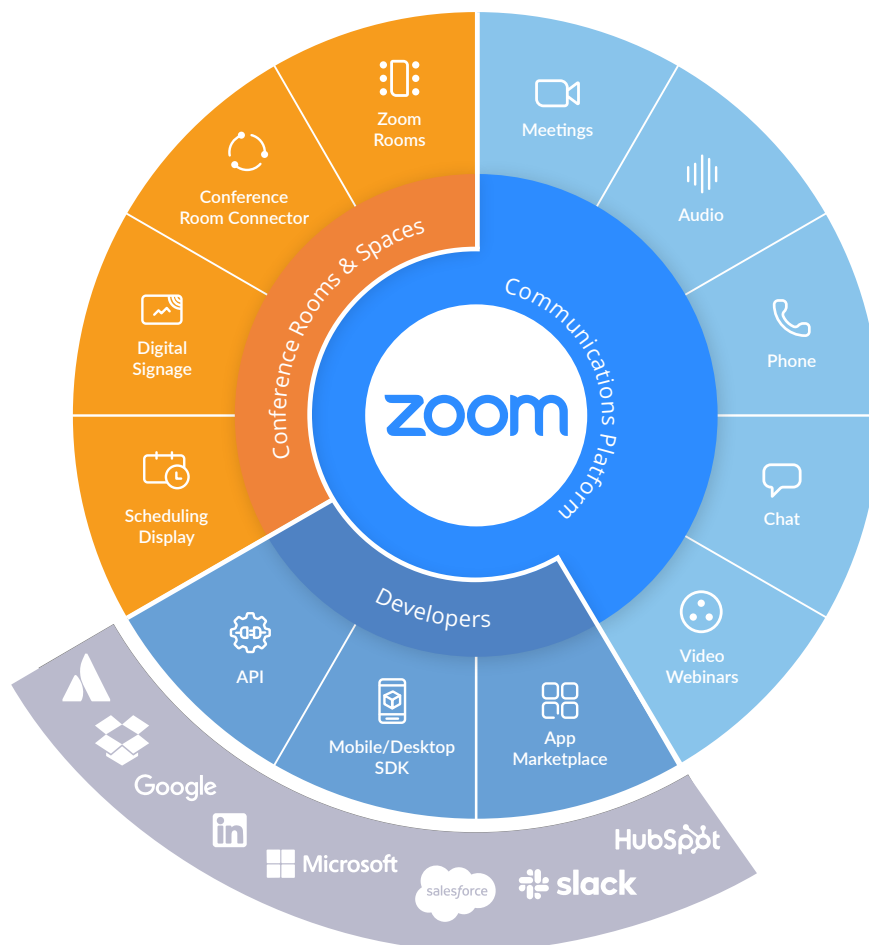 Zoom
Rooms
Meetings
Conference
Room Connector
Audio
Digital
Signage
Phone
Scheduling
Display
Chat
Conference Rooms & Spaces
Communications Platform
zoom
Developers
API
Mobile/Desktop
SDK
App
Marketplace
Video
Webinars
Google
in
Microsoft
salesforce
slack
HubSpot